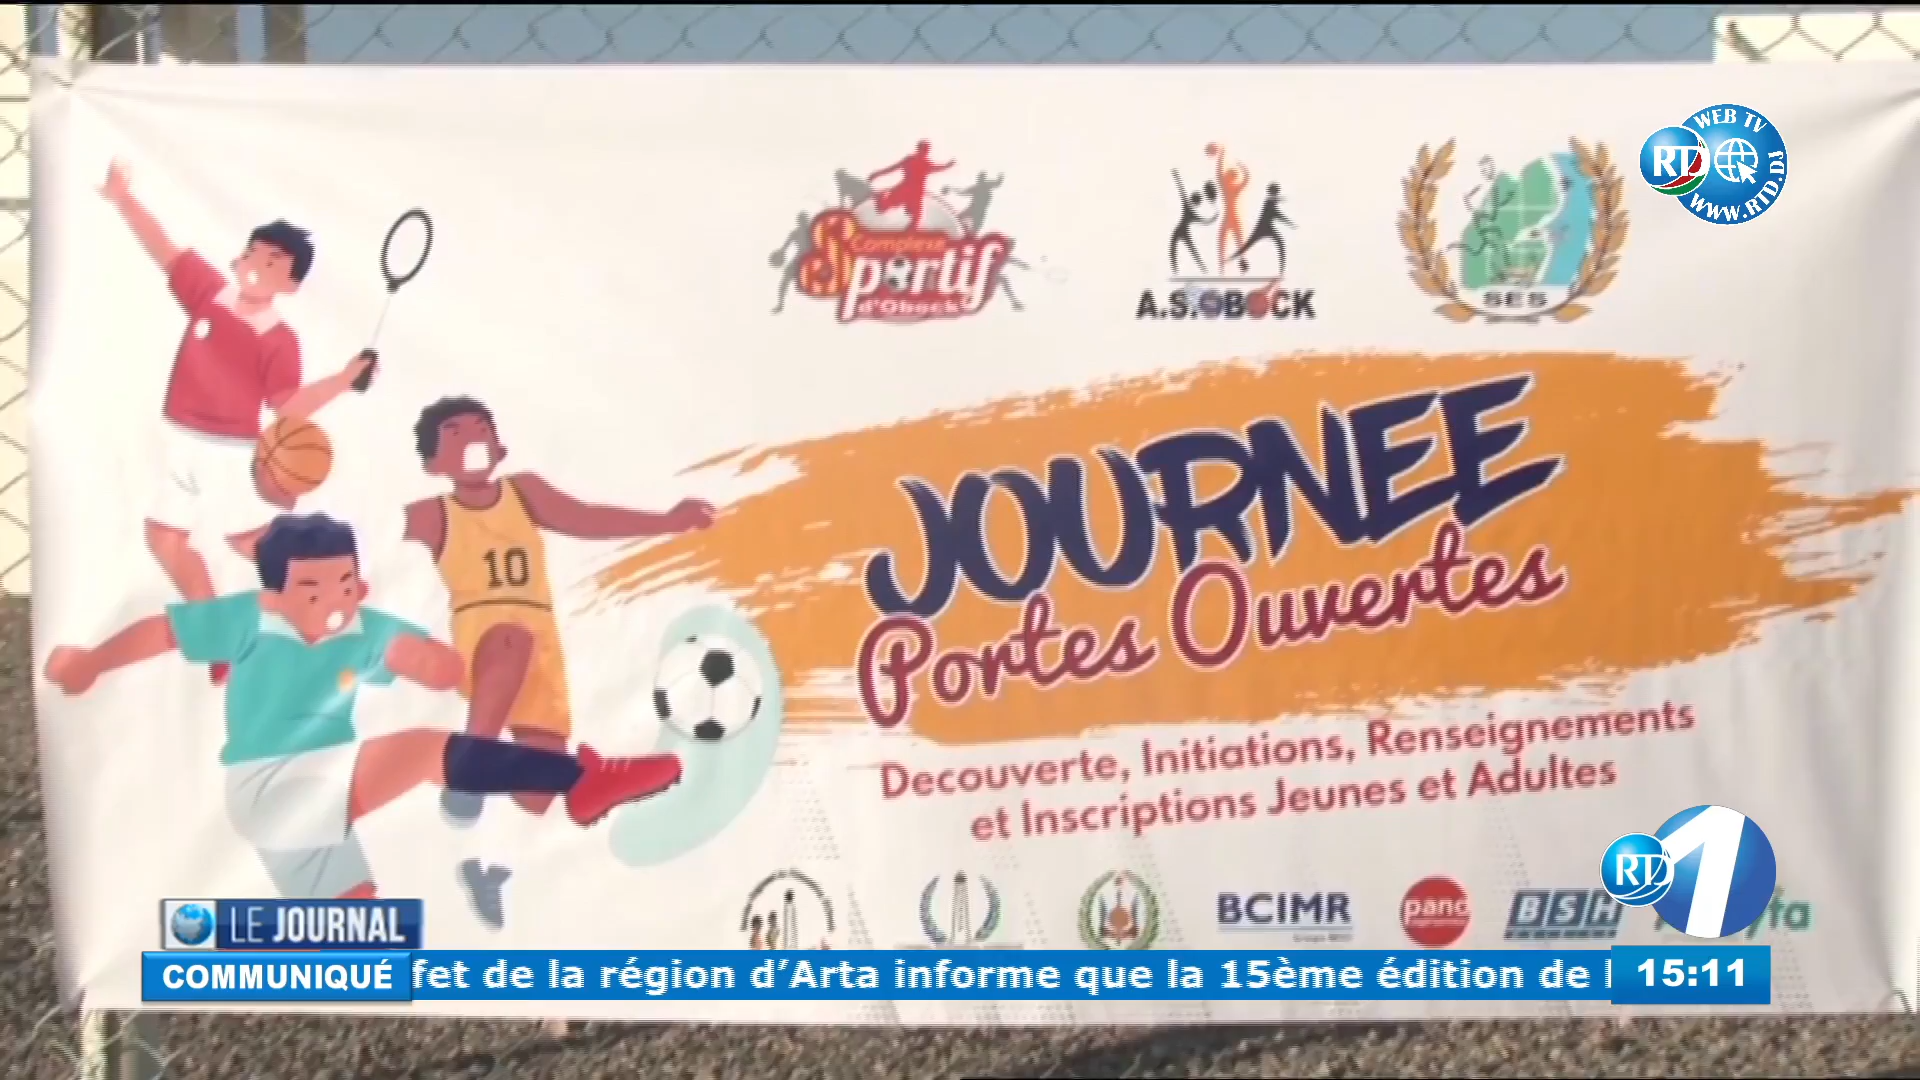 WEB TV
RTD
WWW.RTD.DJ
Complexe
Sportif
d'Obock
A.S.OBOCK
SES
JOURNEE
Portes Ouvertes
10
Decouverte, Initiations, Renseignements
et Inscriptions Jeunes et Adultes
BCIMR
BSH
RTD 1
LE JOURNAL
COMMUNIQUÉ
fet de la région d’Arta informe que la 15ème édition de
15:11